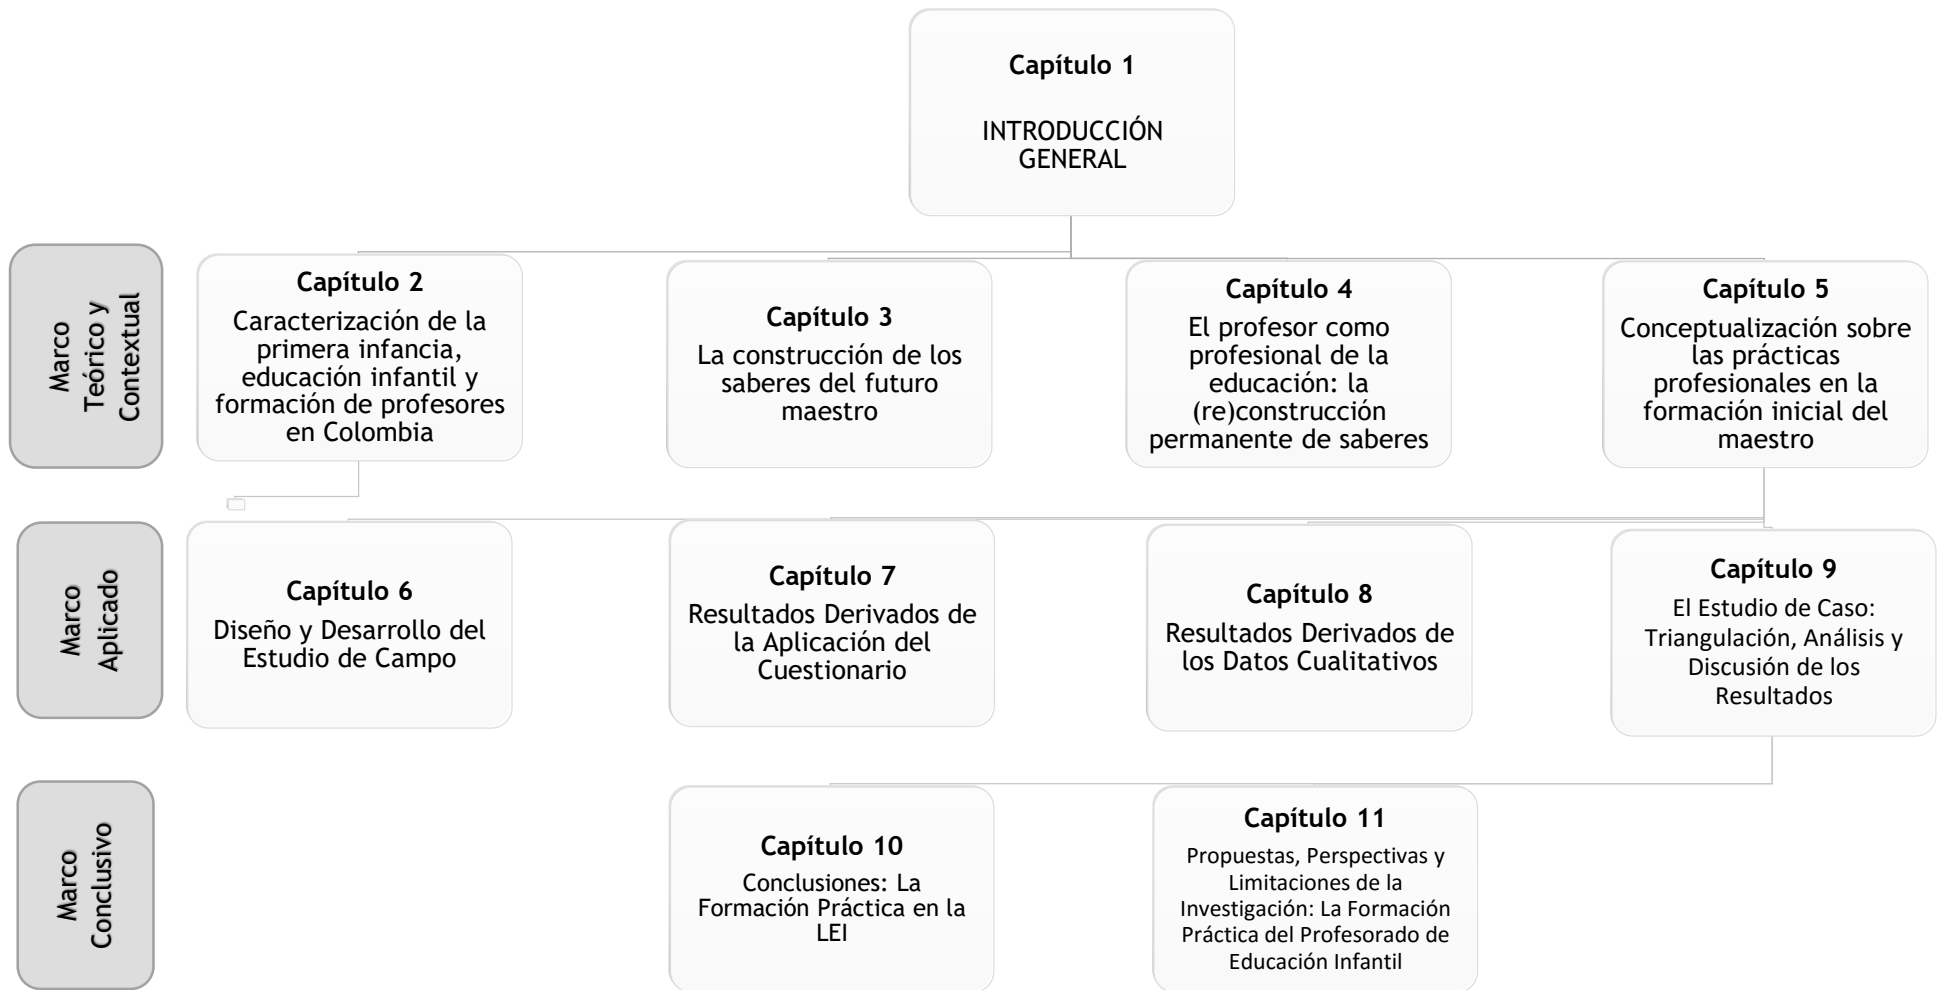 Capítulo 1
INTRODUCCIÓN
GENERAL
Marco
Teórico y
Contextual
Capítulo 2
Caracterización de la
primera infancia,
educación infantil y
formación de profesores
en Colombia
Capítulo 3
La construcción de los
saberes del futuro
maestro
Capítulo 4
El profesor como
profesional de la
educación: la
(re)construcción
permanente de saberes
Capítulo 5
Conceptualización sobre
las prácticas
profesionales en la
formación inicial del
maestro
Marco
Aplicado
Capítulo 6
Diseño y Desarrollo del
Estudio de Campo
Capítulo 7
Resultados Derivados de
la Aplicación del
Cuestionario
Capítulo 8
Resultados Derivados de
los Datos Cualitativos
Capítulo 9
El Estudio de Caso:
Triangulación, Análisis y
Discusión de los
Resultados
Marco
Conclusivo
Capítulo 10
Conclusiones: La
Formación Práctica en la
LEI
Capítulo 11
Propuestas, Perspectivas y
Limitaciones de la
Investigación: La Formación
Práctica del Profesorado de
Educación Infantil